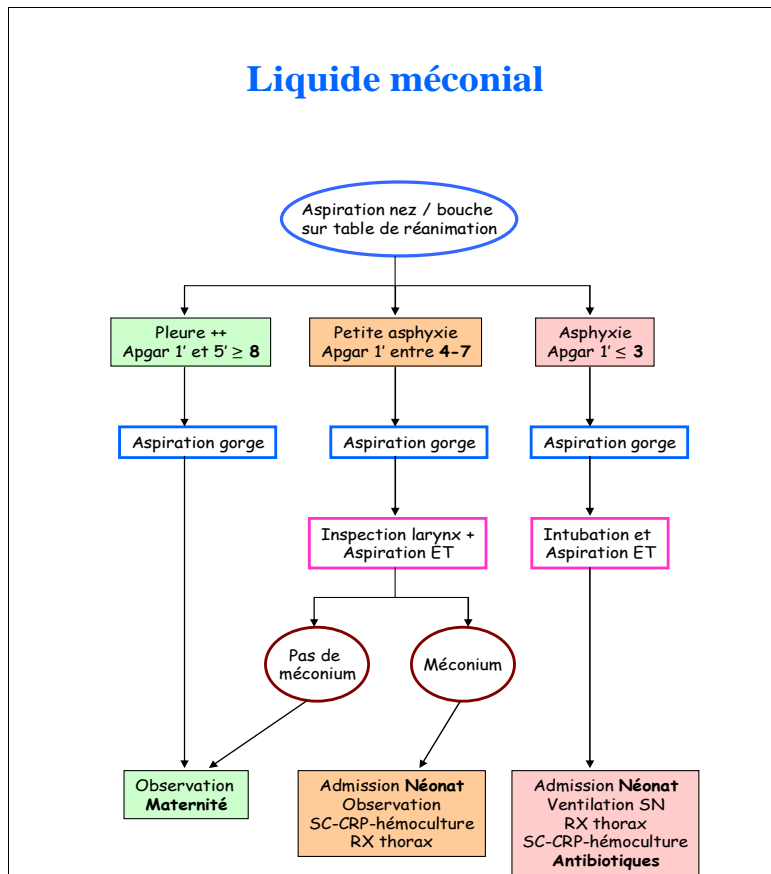 Liquide méconial
Aspiration nez / bouche
sur table de réanimation
Pleure ++
Apgar 1’ et 5’ ≥ 8
Petite asphyxie
Apgar 1’ entre 4-7
Asphyxie
Apgar 1’ ≤ 3
Aspiration gorge
Aspiration gorge
Aspiration gorge
Inspection larynx +
Aspiration ET
Intubation et
Aspiration ET
Pas de
méconium
Méconium
Observation
Maternité
Admission Néonat
Observation
SC-CRP-hémoculture
RX thorax
Admission Néonat
Ventilation SN
RX thorax
SC-CRP-hémoculture
Antibiotiques